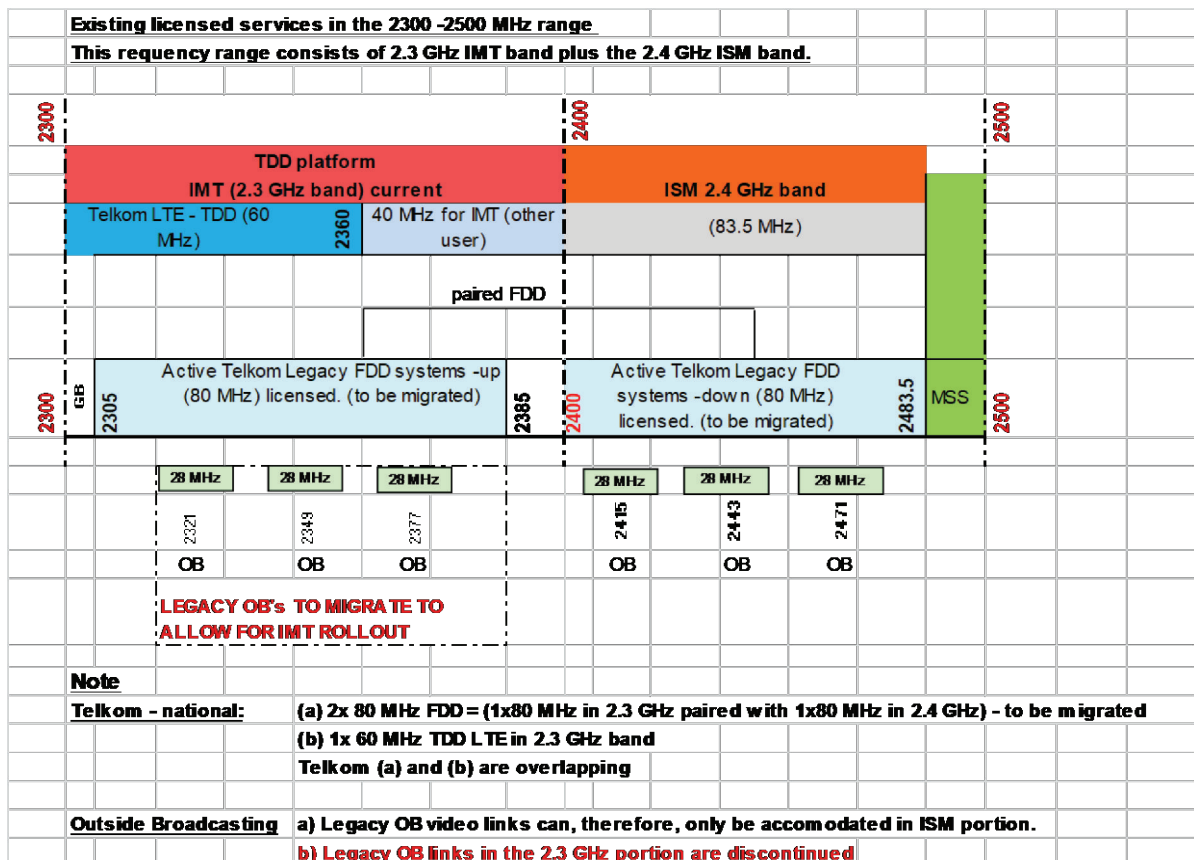 Existing licensed services in the 2300 -2500 MHz range
This requency range consists of 2.3 GHz IMT band plus the 2.4 GHz ISM band.
2300
2400
2500
TDD platform
IMT (2.3 GHz band) current
ISM 2.4 GHz band
Telkom LTE - TDD (60
MHz)
2360
40 MHz for IMT (other
user)
(83.5 MHz)
paired FDD
2300
GB
2305
Active Telkom Legacy FDD systems -up
(80 MHz) licensed. (to be migrated)
2385
2400
Active Telkom Legacy FDD
systems -down (80 MHz)
licensed. (to be migrated)
2483.5
MSS
2500
28 MHz
28 MHz
28 MHz
28 MHz
28 MHz
28 MHz
2321
2349
2377
2415
2443
2471
OB
OB
OB
OB
OB
OB
LEGACY OB's TO MIGRATE TO
ALLOW FOR IMT ROLLOUT
Note
Telkom - national:
(a) 2x 80 MHz FDD = (1x80 MHz in 2.3 GHz paired with 1x80 MHz in 2.4 GHz) - to be migrated
(b) 1x 60 MHz TDD LTE in 2.3 GHz band
Telkom (a) and (b) are overlapping
Outside Broadcasting
a) Legacy OB video links can, therefore, only be accomodated in ISM portion.
b) Legacy OB links in the 2.3 GHz portion are discontinued